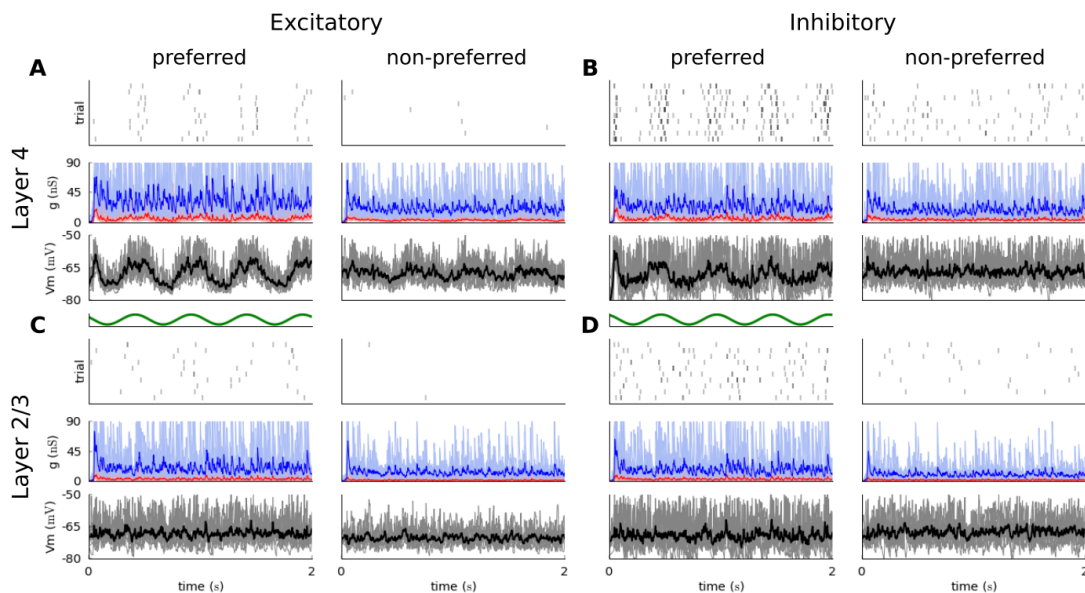 Excitatory
Inhibitory
A preferred non-preferred B preferred non-preferred
Layer 4
trial
90
45
0
g (nS)
-50
-65
-80
Vm (mV)
C D
Layer 2/3
trial
90
45
0
g (nS)
-50
-65
-80
Vm (mV)
0 2 0 2 0 2 0 2
time (s) time (s) time (s) time (s)